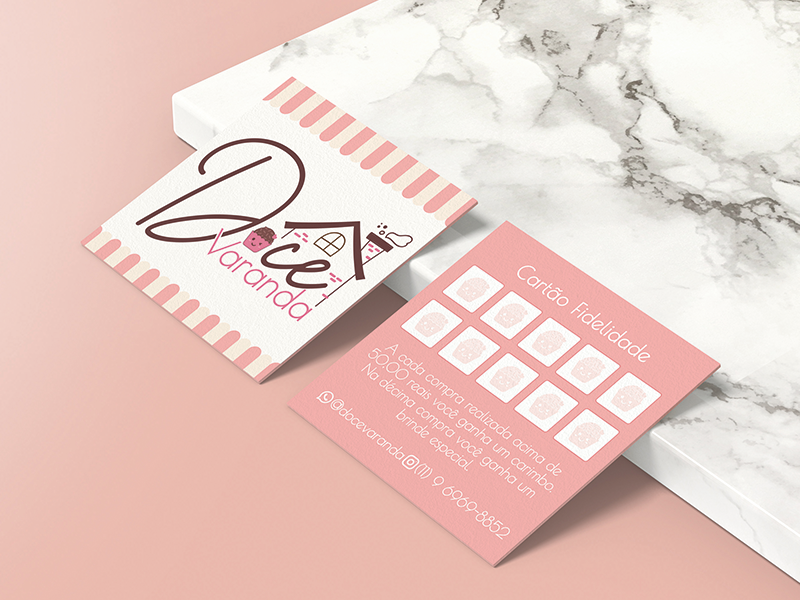 Doce
Varanda
Cartão Fidelidade
A cada compra realizada acima de
50,00 reais você ganha um carimbo.
Na décima compra você ganha um
brinde especial.
@docevaranda (11) 9 6969-8852